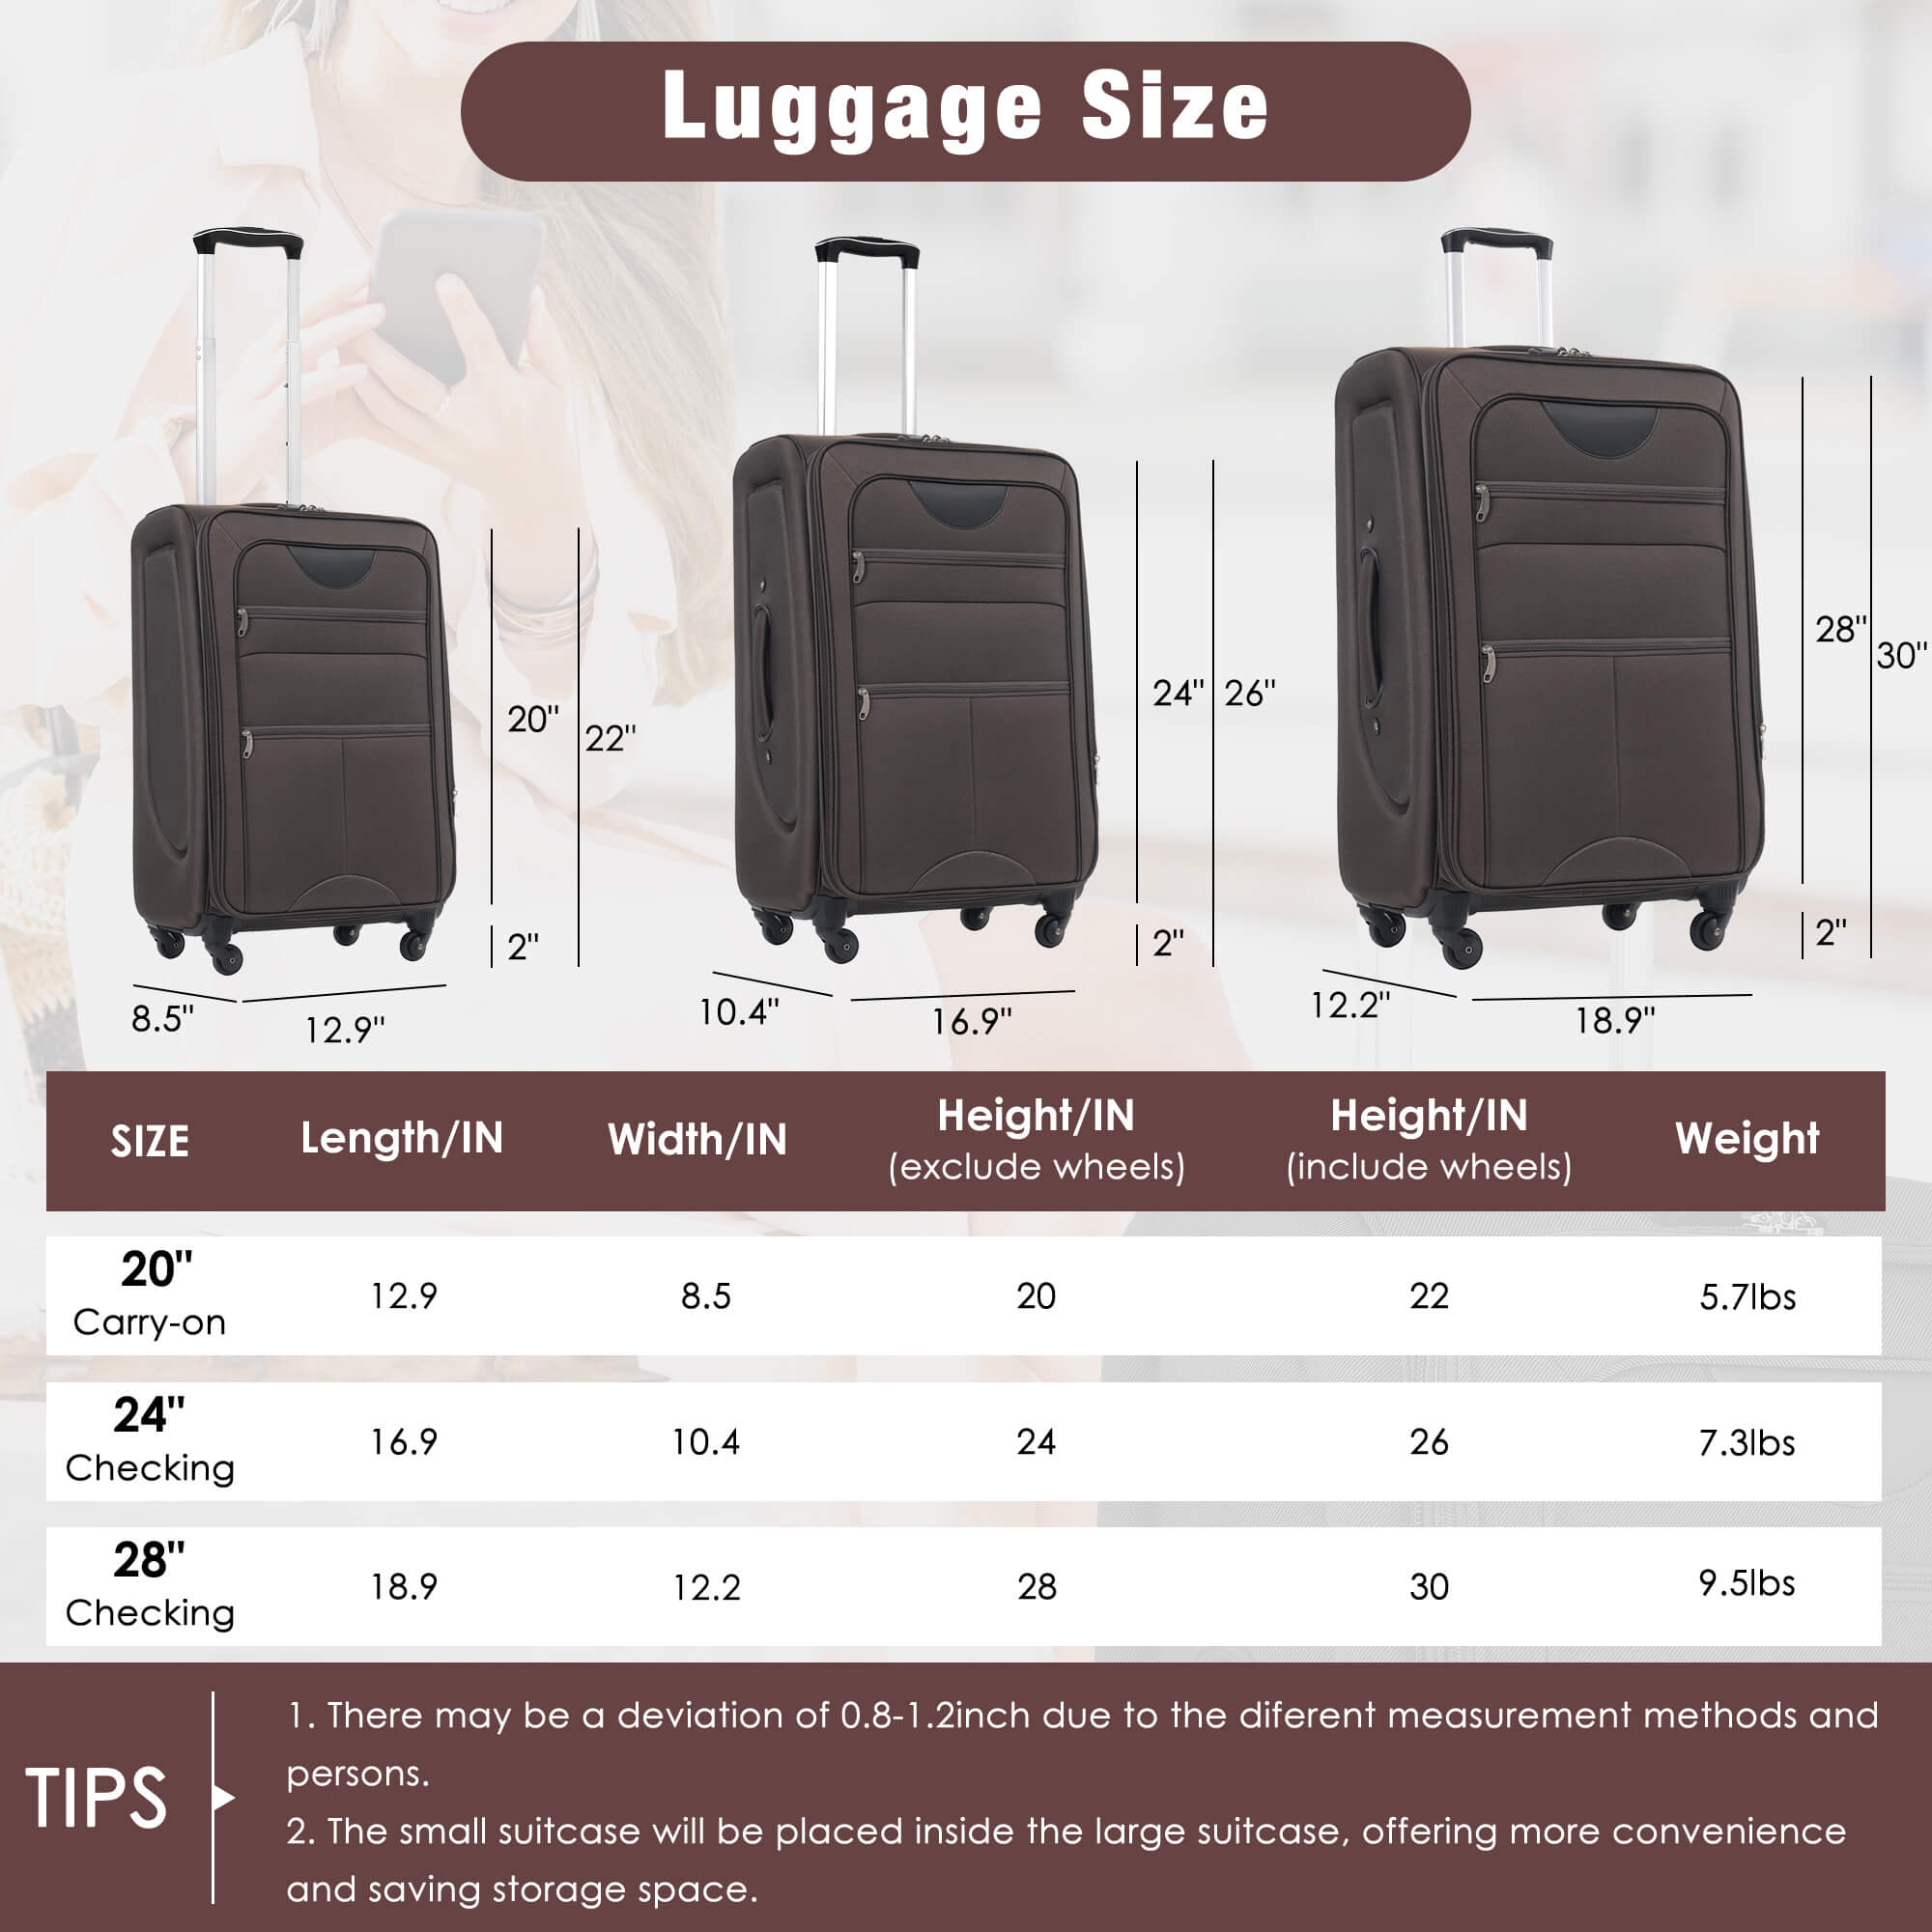 Luggage Size
20"
22"
2"
8.5"
12.9"
24"
26"
2"
10.4"
16.9"
28"
30"
2"
12.2"
18.9"
SIZE Length/IN Width/IN Height/IN (exclude wheels) Height/IN (include wheels) Weight
20" Carry-on 12.9 8.5 20 22 5.7lbs
24" Checking 16.9 10.4 24 26 7.3lbs
28" Checking 18.9 12.2 28 30 9.5lbs
TIPS
1. There may be a deviation of 0.8-1.2inch due to the diferent measurement methods and
persons.
2. The small suitcase will be placed inside the large suitcase, offering more convenience
and saving storage space.